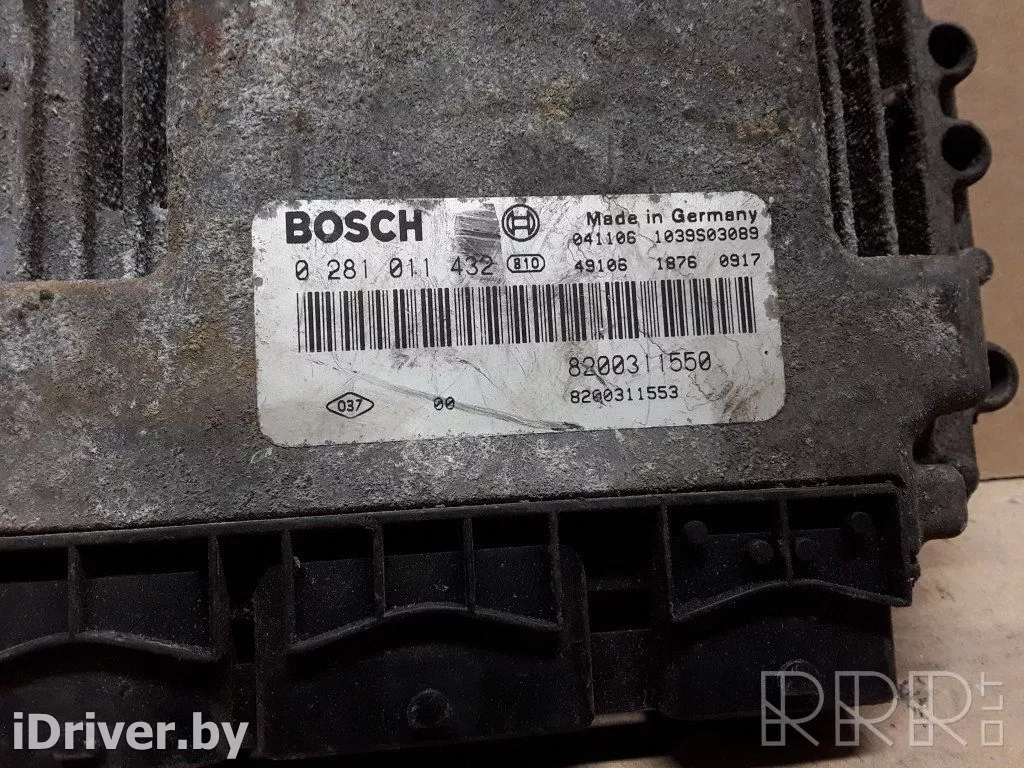 BOSCH
Made in Germany
041106 1039S03089
0 281 011 432 810 49106 1876 0917
8200311550
8200311553
037 00
iDriver.by
RRR.LT